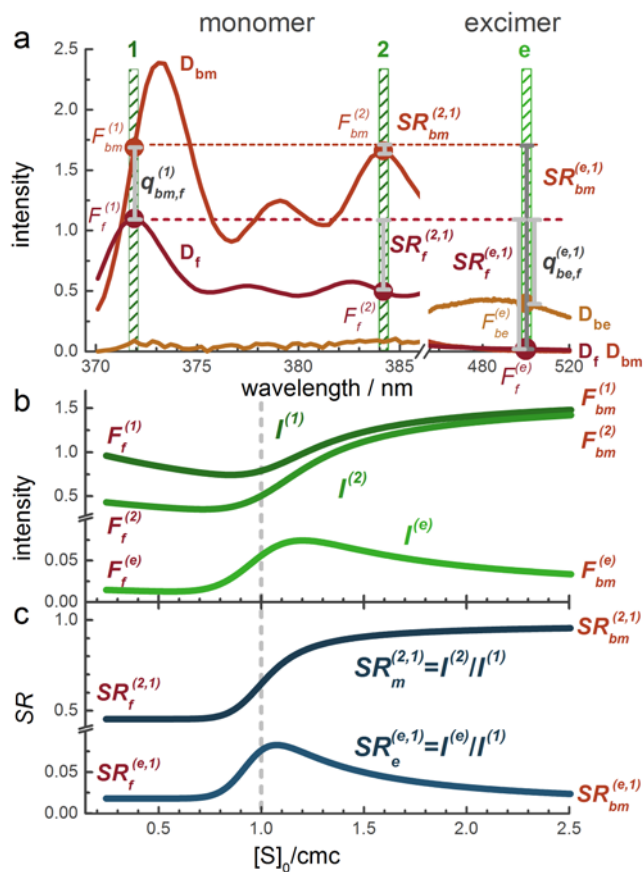 monomer excimer
a 1 2 e
2.5
2.0
1.5
1.0
0.5
0.0
intensity
D_bm
F_bm^(1)
q_bm,f^(1)
F_f^(1)
D_f
F_bm^(2)
SR_bm^(2,1)
SR_f^(2,1)
F_f^(2)
SR_bm^(e,1)
SR_f^(e,1)
q_be,f^(e,1)
F_be^(e)
D_be
D_f D_bm
F_f^(e)
370 375 380 385 480 500 520
wavelength / nm
b
1.5
1.0
0.5
0.05
0.00
intensity
F_f^(1)
I^(1)
F_bm^(1)
F_bm^(2)
I^(2)
F_f^(2)
F_f^(e)
I^(e)
F_bm^(e)
c
1.0
0.5
0.05
0.00
SR
SR_bm^(2,1)
SR_m^(2,1)=I^(2)/I^(1)
SR_f^(2,1)
SR_e^(e,1)=I^(e)/I^(1)
SR_f^(e,1)
SR_bm^(e,1)
0.5 1.0 1.5 2.0 2.5
[S]_0/cmc